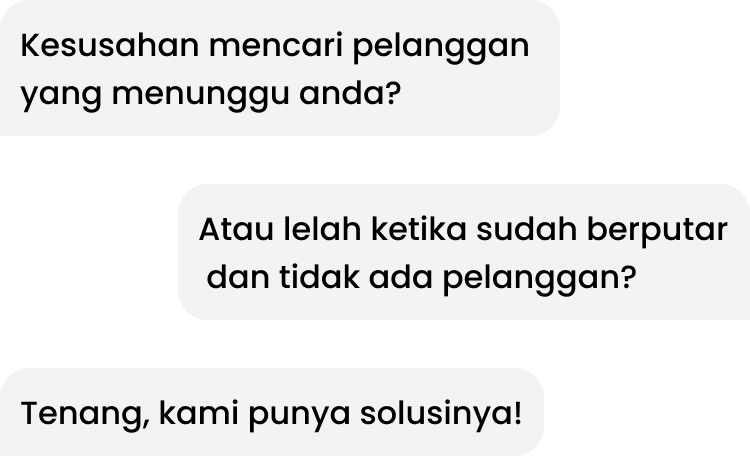 Kesusahan mencari pelanggan
yang menunggu anda?
Atau lelah ketika sudah berputar
dan tidak ada pelanggan?
Tenang, kami punya solusinya!